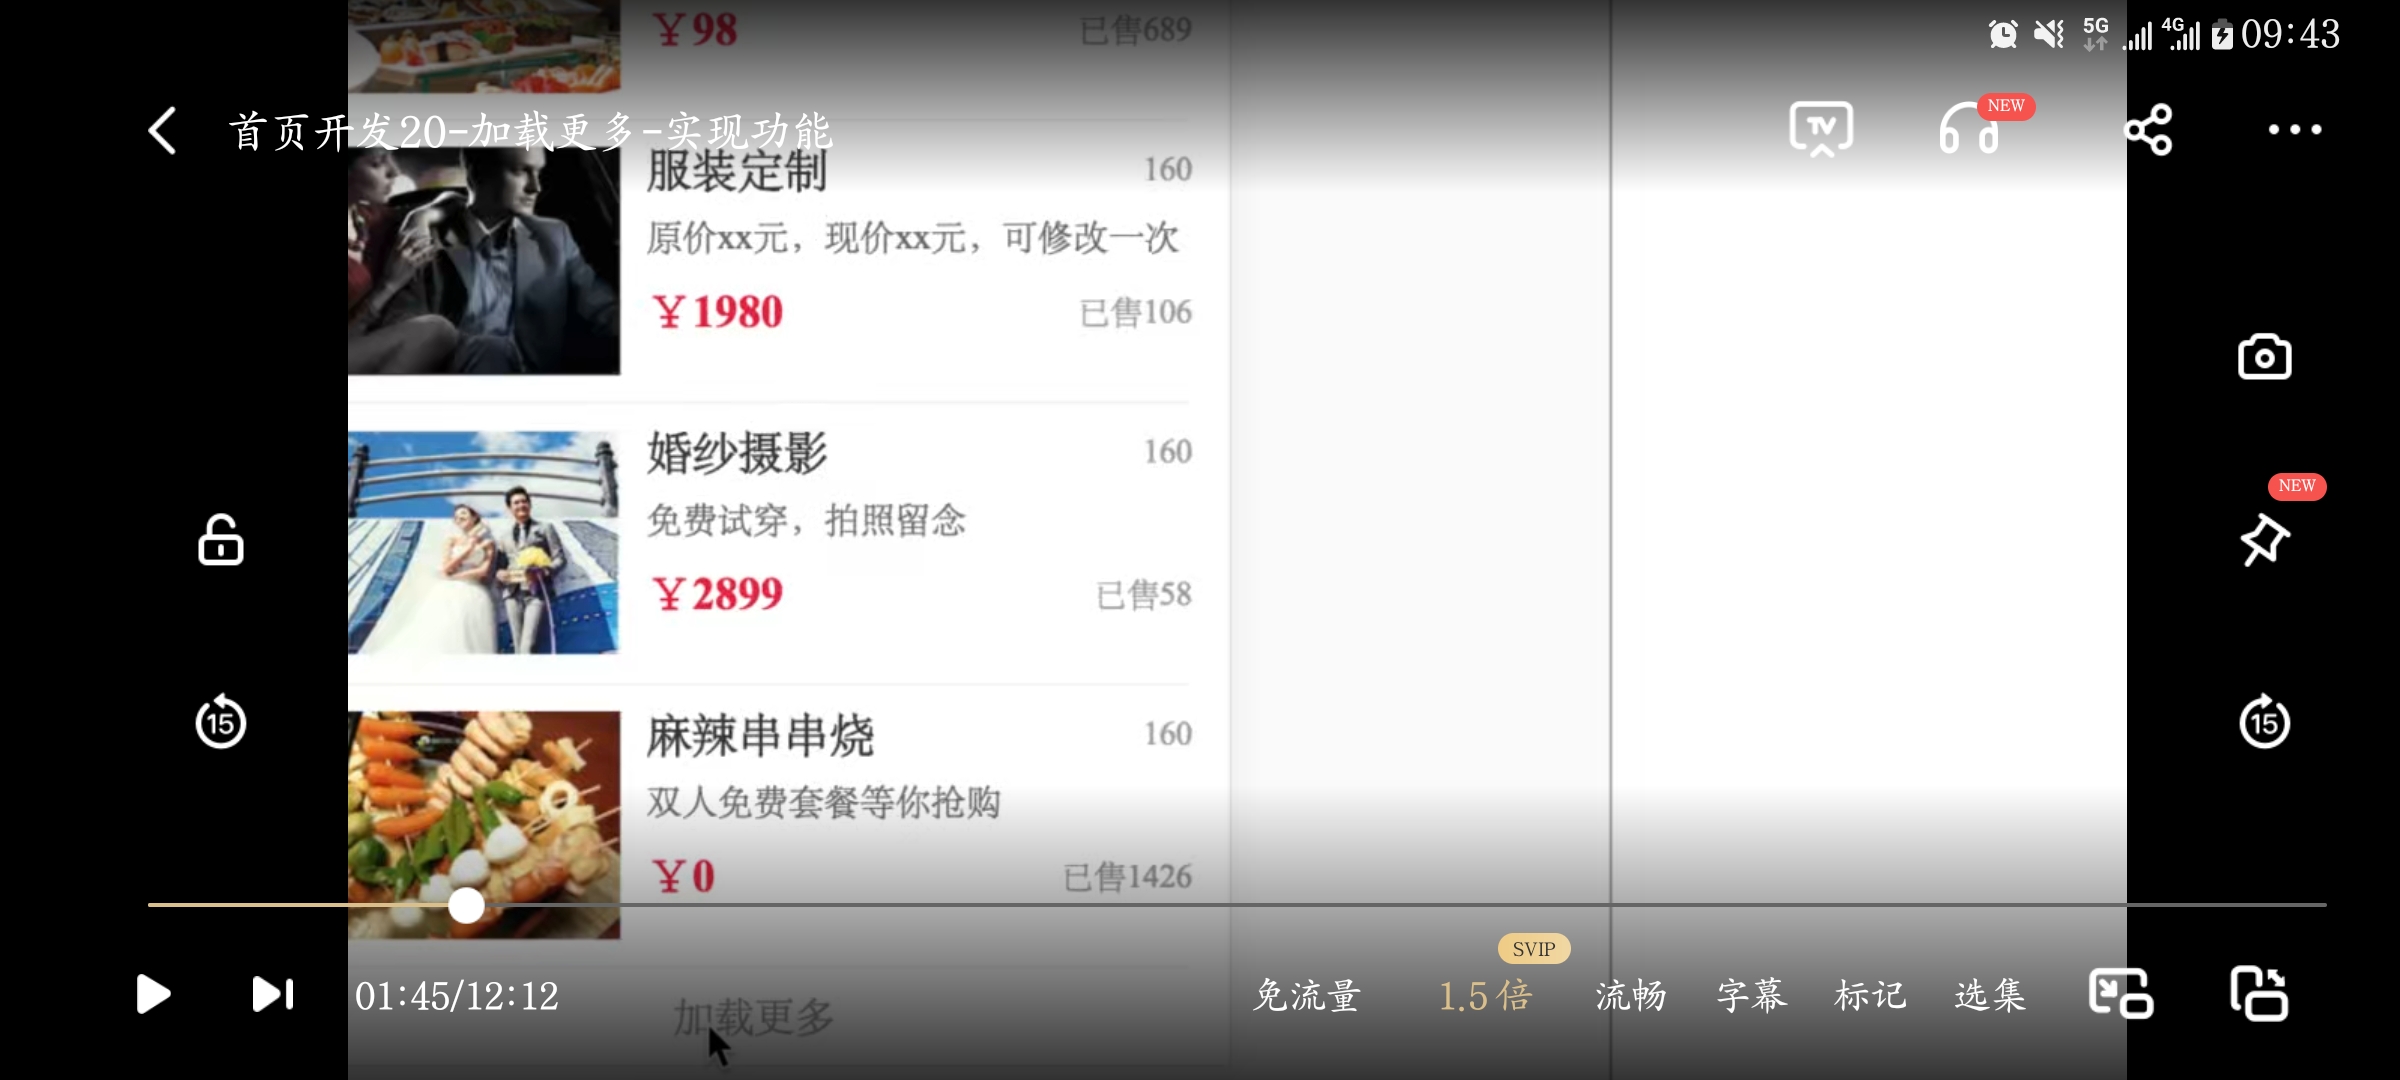 ¥98 已售689
5G 4G 09:43
首页开发20-加载更多-实现功能
TV NEW
服装定制 160
原价xx元，现价xx元，可修改一次
¥1980 已售106
婚纱摄影 160
NEW
免费试穿，拍照留念
¥2899 已售58
15 麻辣串串烧 160 15
双人免费套餐等你抢购
¥0 已售1426
SVIP
01:45/12:12 免流量 1.5倍 流畅 字幕 标记 选集
加载更多